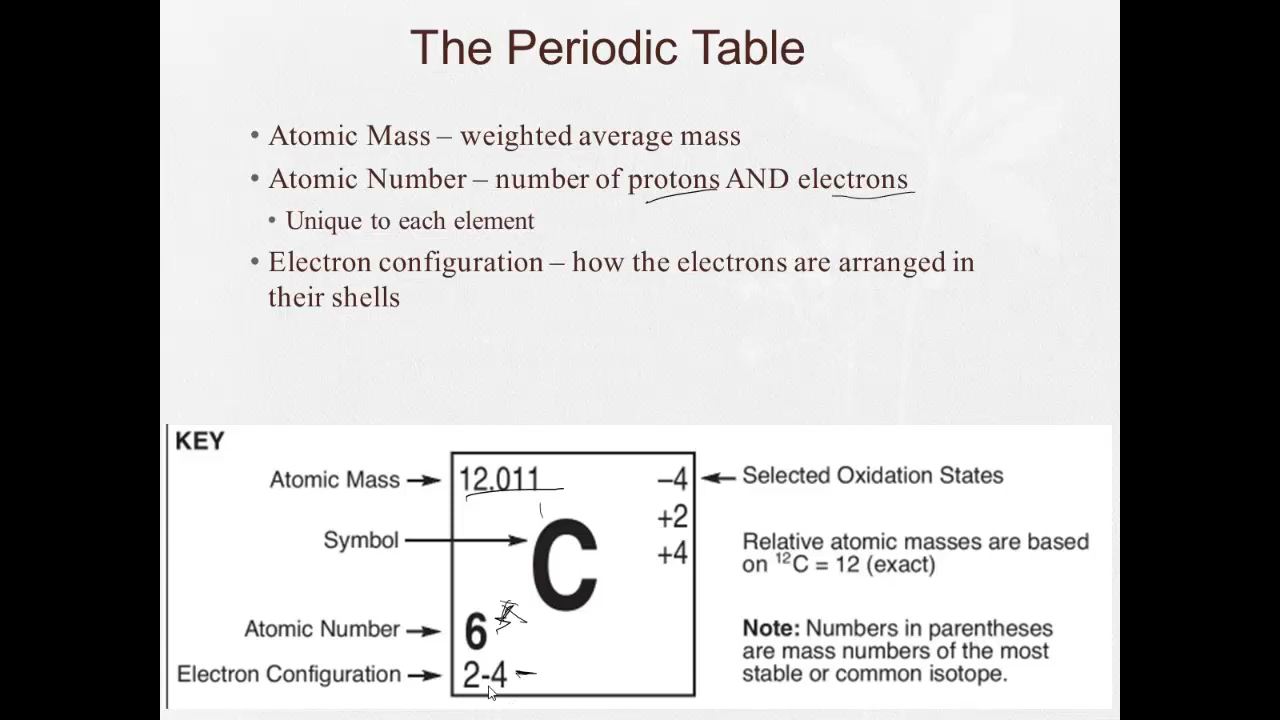 The Periodic Table
• Atomic Mass – weighted average mass
• Atomic Number – number of protons AND electrons
• Unique to each element
• Electron configuration – how the electrons are arranged in
their shells
KEY
Atomic Mass
12.011
-4
Selected Oxidation States
+2
Symbol
C
+4
Relative atomic masses are based
on ¹²C = 12 (exact)
Atomic Number
6
Note: Numbers in parentheses
are mass numbers of the most
stable or common isotope.
Electron Configuration
2-4